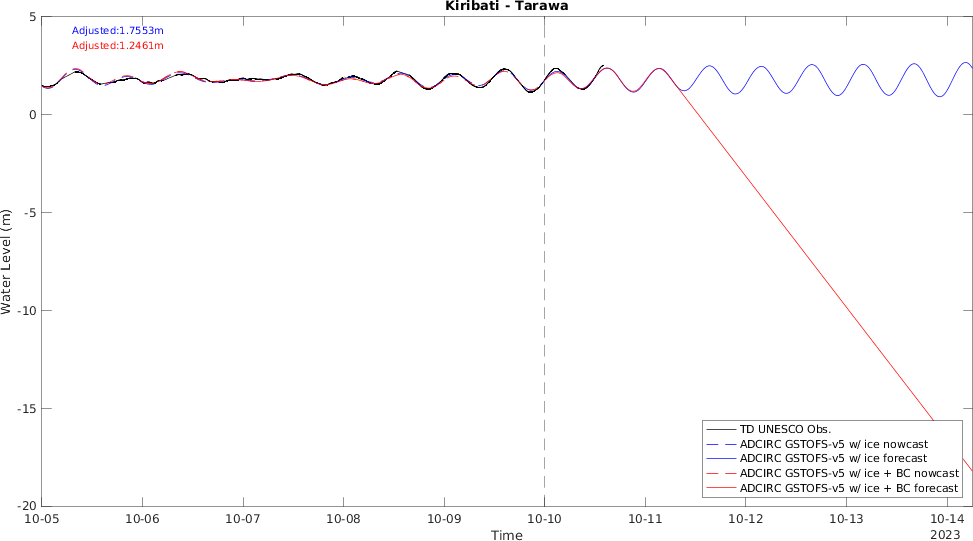 Kiribati - Tarawa
Adjusted:1.7553m
Adjusted:1.2461m
Water Level (m)
5
0
-5
-10
-15
-20
TD UNESCO Obs.
ADCIRC GSTOFS-v5 w/ ice nowcast
ADCIRC GSTOFS-v5 w/ ice forecast
ADCIRC GSTOFS-v5 w/ ice + BC nowcast
ADCIRC GSTOFS-v5 w/ ice + BC forecast
10-05 10-06 10-07 10-08 10-09 10-10 10-11 10-12 10-13 10-14
2023
Time